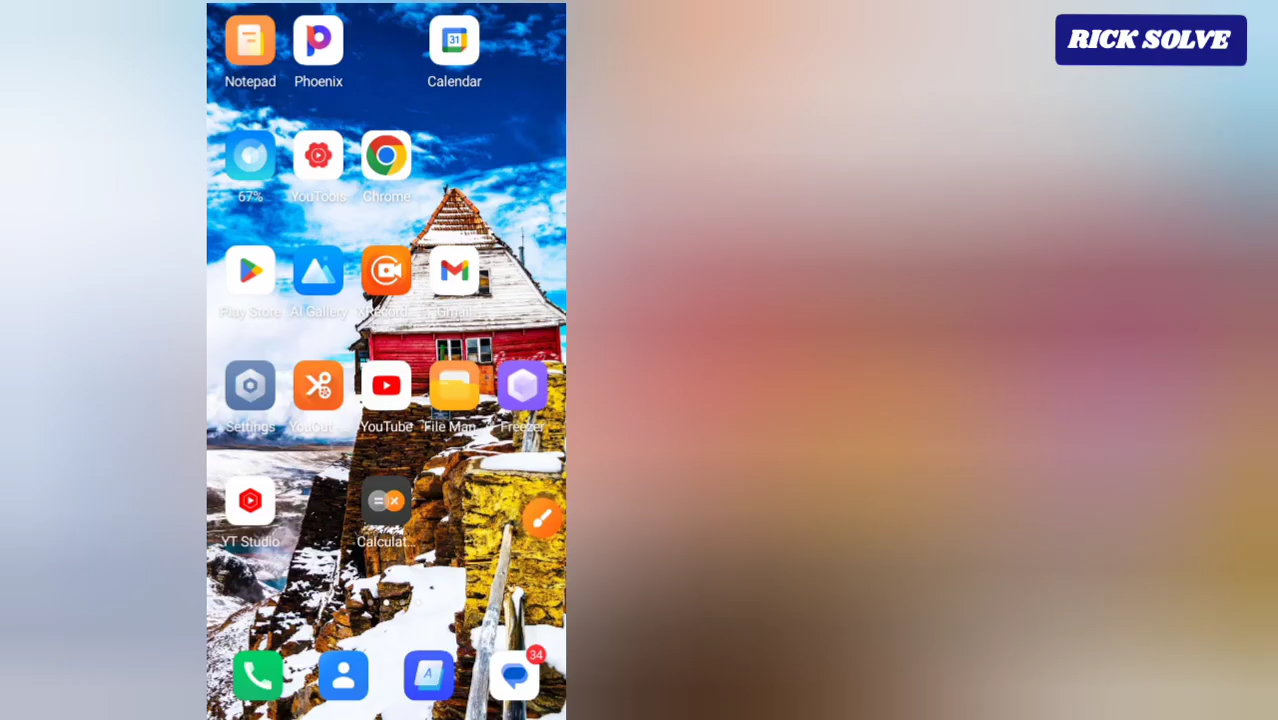 RICK SOLVE
Notepad Phoenix Calendar
31
67% YouTools Chrome
Play Store AI Gallery XRecord... Gmail
Settings YouCut - ... YouTube File Man... Freezer
YT Studio Calculat...
34
A